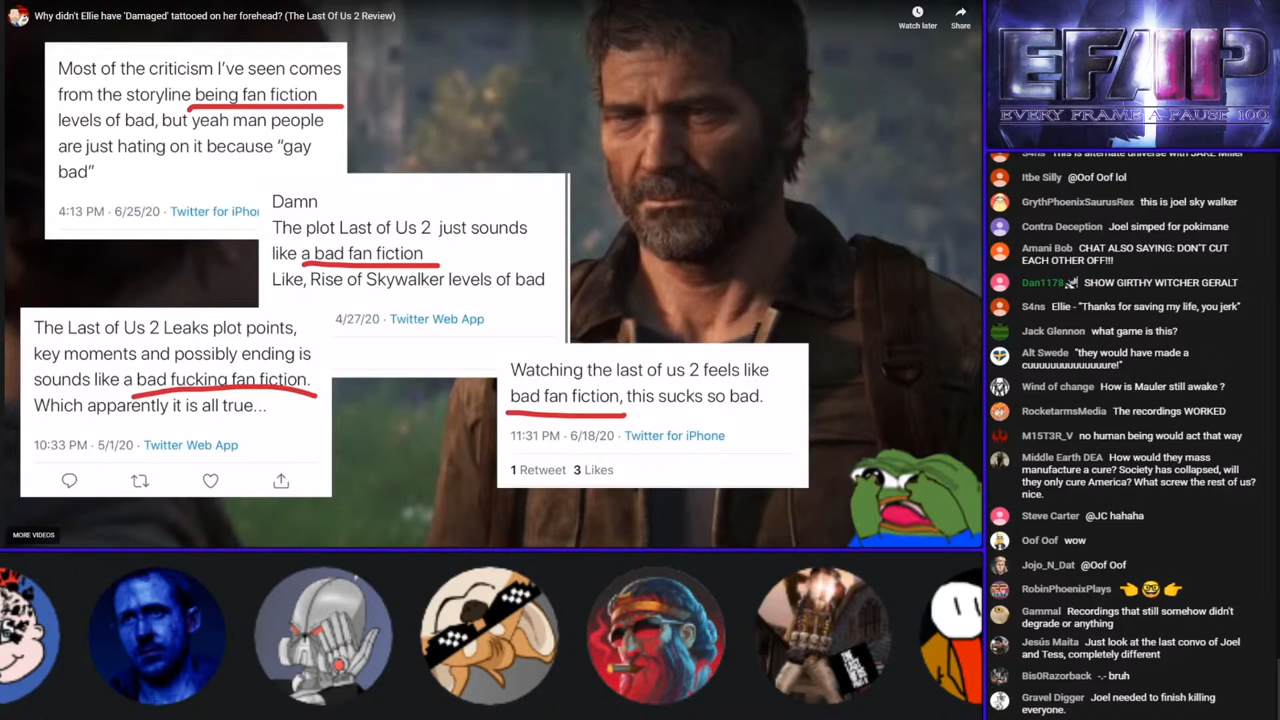 Why didn't Ellie have 'Damaged' tattooed on her forehead? (The Last Of Us 2 Review)
Watch later
Share
Most of the criticism I've seen comes
from the storyline being fan fiction
levels of bad, but yeah man people
are just hating on it because "gay
bad"
4:13 PM · 6/25/20 · Twitter for iPho
Damn
The plot Last of Us 2 just sounds
like a bad fan fiction
Like, Rise of Skywalker levels of bad
4/27/20 · Twitter Web App
The Last of Us 2 Leaks plot points,
key moments and possibly ending is
sounds like a bad fucking fan fiction.
Which apparently it is all true...
10:33 PM · 5/1/20 · Twitter Web App
Watching the last of us 2 feels like
bad fan fiction, this sucks so bad.
11:31 PM · 6/18/20 · Twitter for iPhone
1 Retweet 3 Likes
MORE VIDEOS
EFAP
EVERY FRAME A PAUSE 100
S4ns This is alternate universe with JAKE Miller
Itbe Silly @Oof Oof lol
GrythPhoenixSaurusRex this is joel sky walker
Contra Deception Joel simped for pokimane
Amani Bob CHAT ALSO SAYING: DON'T CUT
EACH OTHER OFF!!!
Dan1178 SHOW GIRTHY WITCHER GERALT
S4ns Ellie - "Thanks for saving my life, you jerk"
Jack Glennon what game is this?
Alt Swede "they would have made a
cuuuuuuuuuuuuure!"
Wind of change How is Mauler still awake ?
RocketarmsMedia The recordings WORKED
M15T3R_V no human being would act that way
Middle Earth DEA How would they mass
manufacture a cure? Society has collapsed, will
they only cure America? What screw the rest of us?
nice.
Steve Carter @JC hahaha
Oof Oof wow
Jojo_N_Dat @Oof Oof
RobinPhoenixPlays 👈🤓👉
Gammal Recordings that still somehow didn't
degrade or anything
Jesús Maita Just look at the last convo of Joel
and Tess, completely different
Bis0Razorback -.- bruh
Gravel Digger Joel needed to finish killing
everyone.